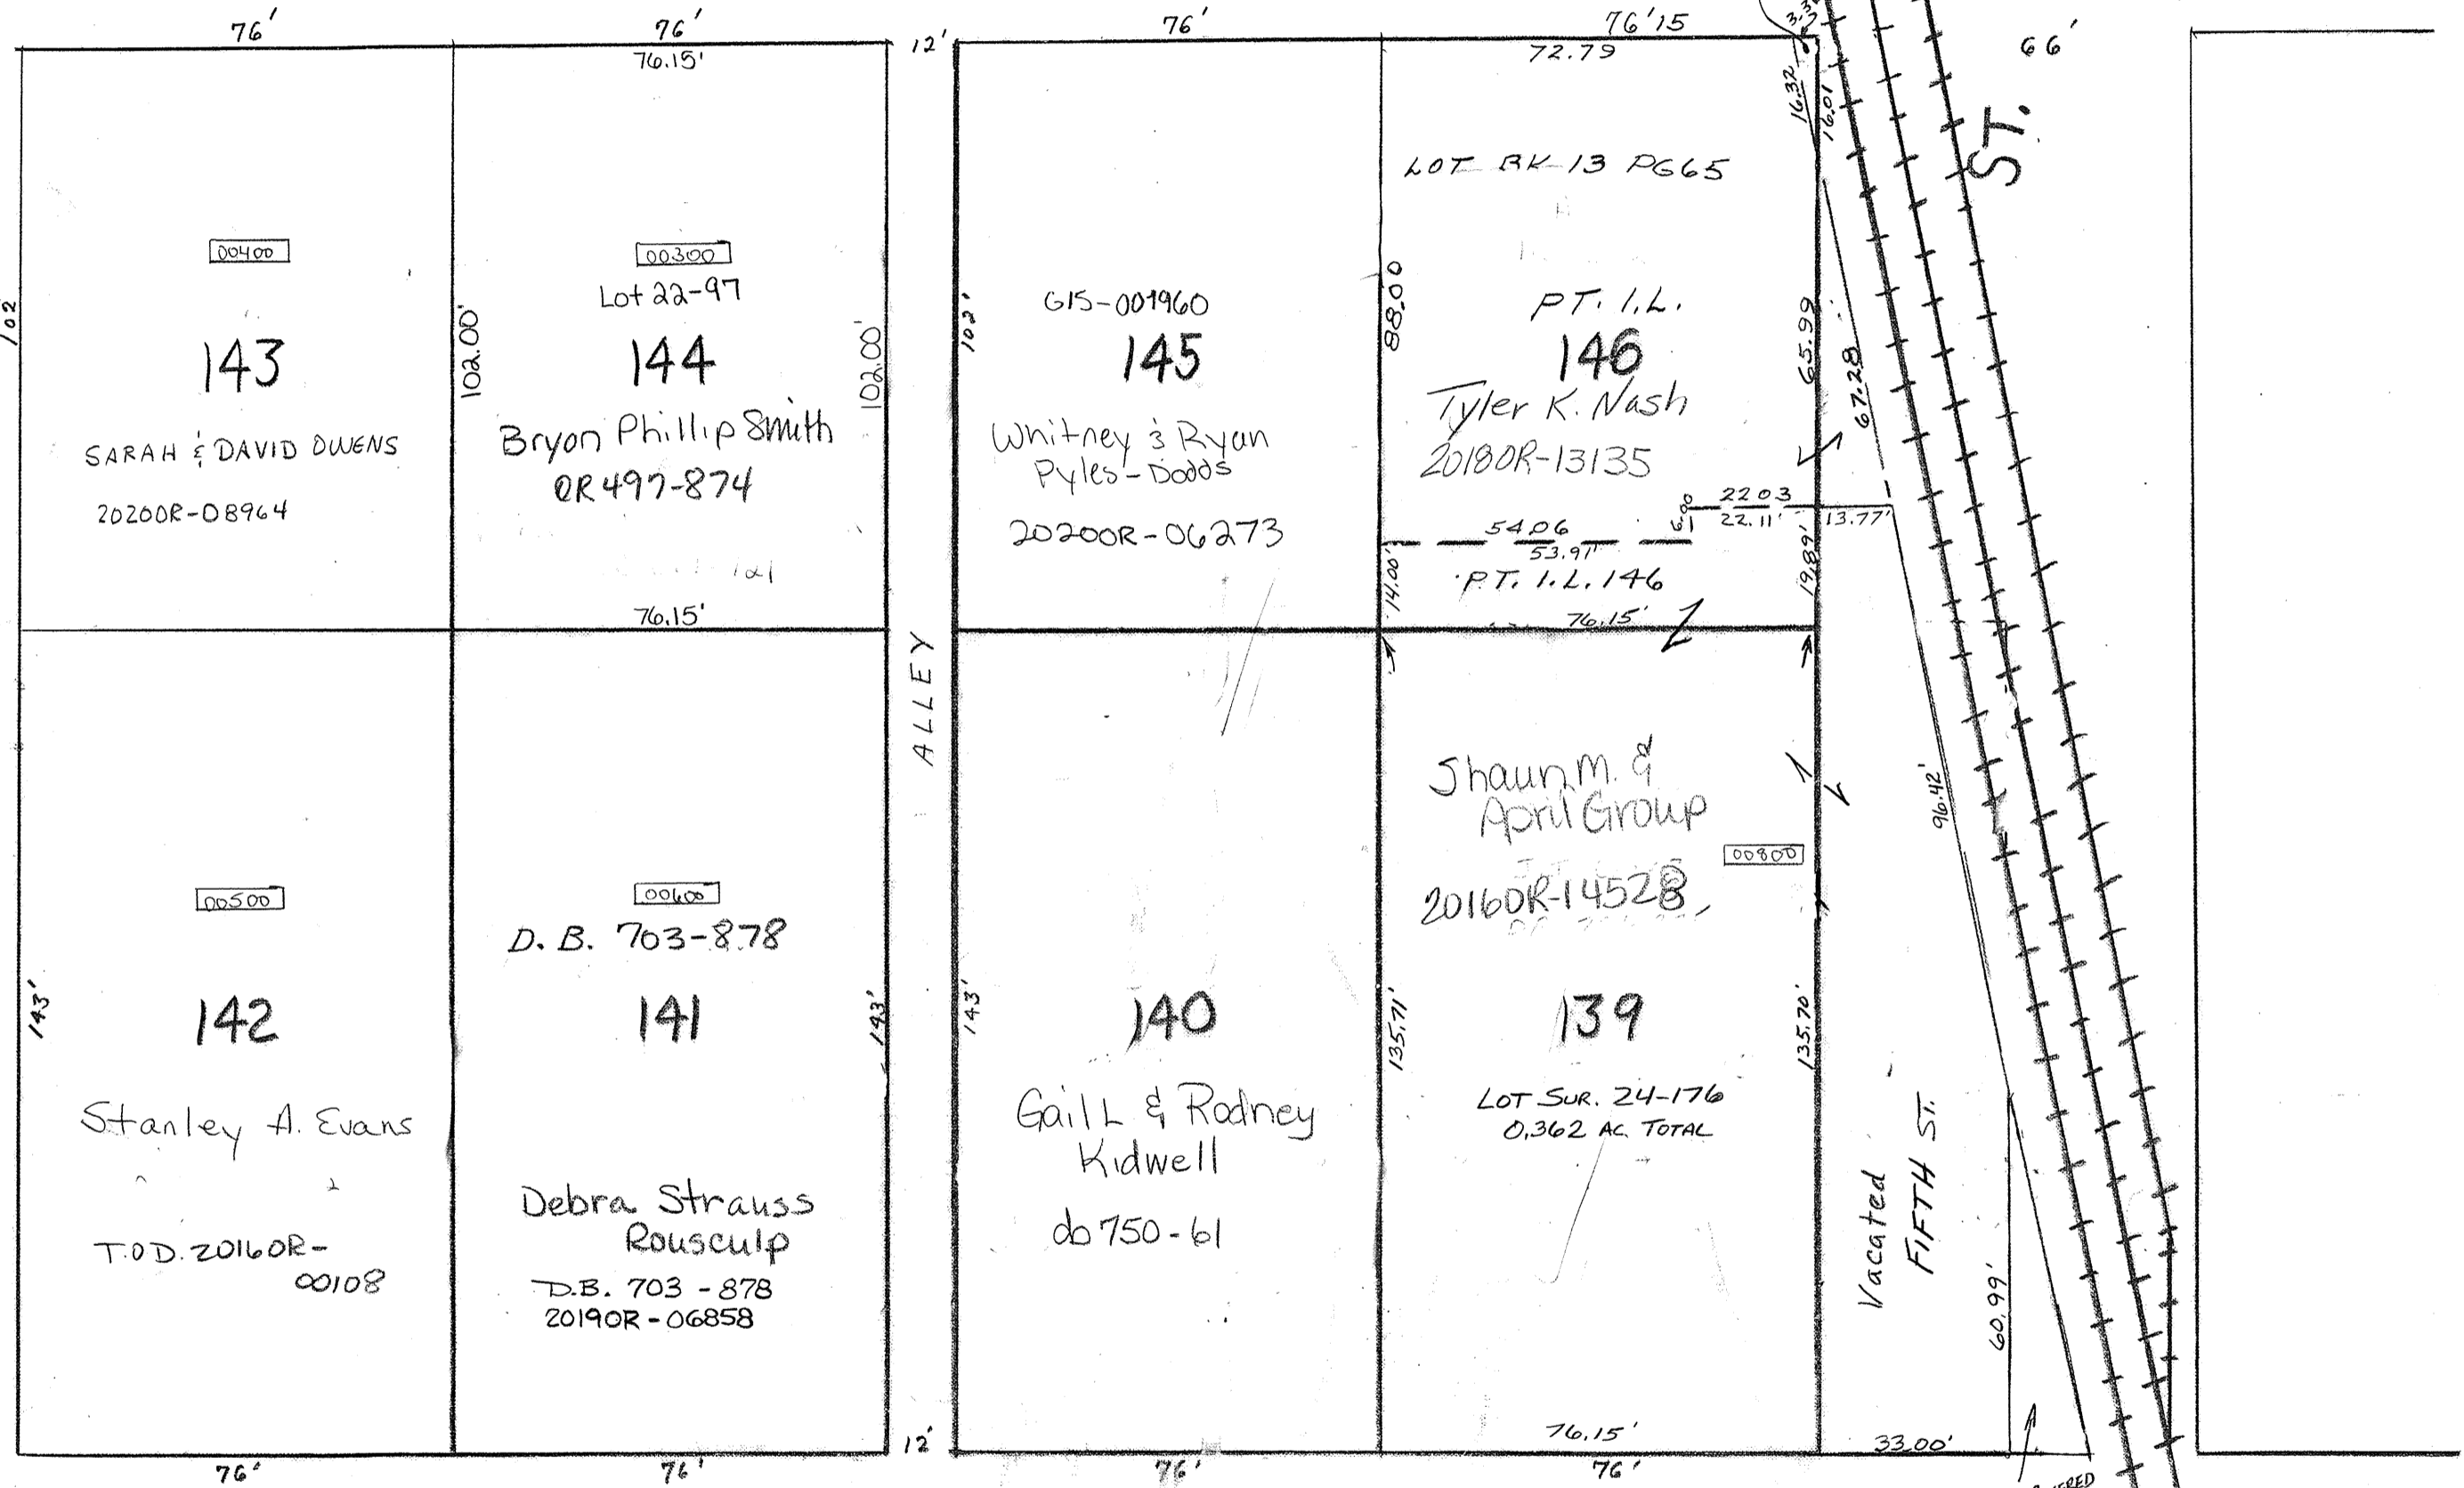 76'
76'
12'
76'
76'15
66'
76.15'
72.79
16.32
16.01
ST.
LOT BK 13 PG65
00400
00300
Lot 22-97
GIS-001960
PT. I.L.
102
102.00'
102.00'
102'
88.00
65.99
67.28
143
144
145
146
SARAH & DAVID OWENS
20200R-08964
Bryon Phillip Smith
OR 497-874
Whitney & Ryan
Pyles-Dodds
20200R-06273
Tyler K. Nash
20180R-13135
6.00
22.03
22.11'
13.77'
54.06
53.97'
14.00'
19.89'
P.T. I.L. 146
76.15'
76.15'
ALLEY
Shaun M. &
April Group
00800
20160R-14528
96.42'
00500
00600
D. B. 703-878
143'
143'
143'
135.71'
135.70'
142
141
140
139
Stanley A. Evans
T.O.D. 20160R-
00108
Debra Strauss
Rousculp
D.B. 703-878
20190R-06858
Gail L & Rodney
Kidwell
db 750-61
LOT SUR. 24-176
0.362 AC. TOTAL
Vacated
FIFTH ST.
60.99'
76.15'
33.00'
12'
76'
76'
76'
76'